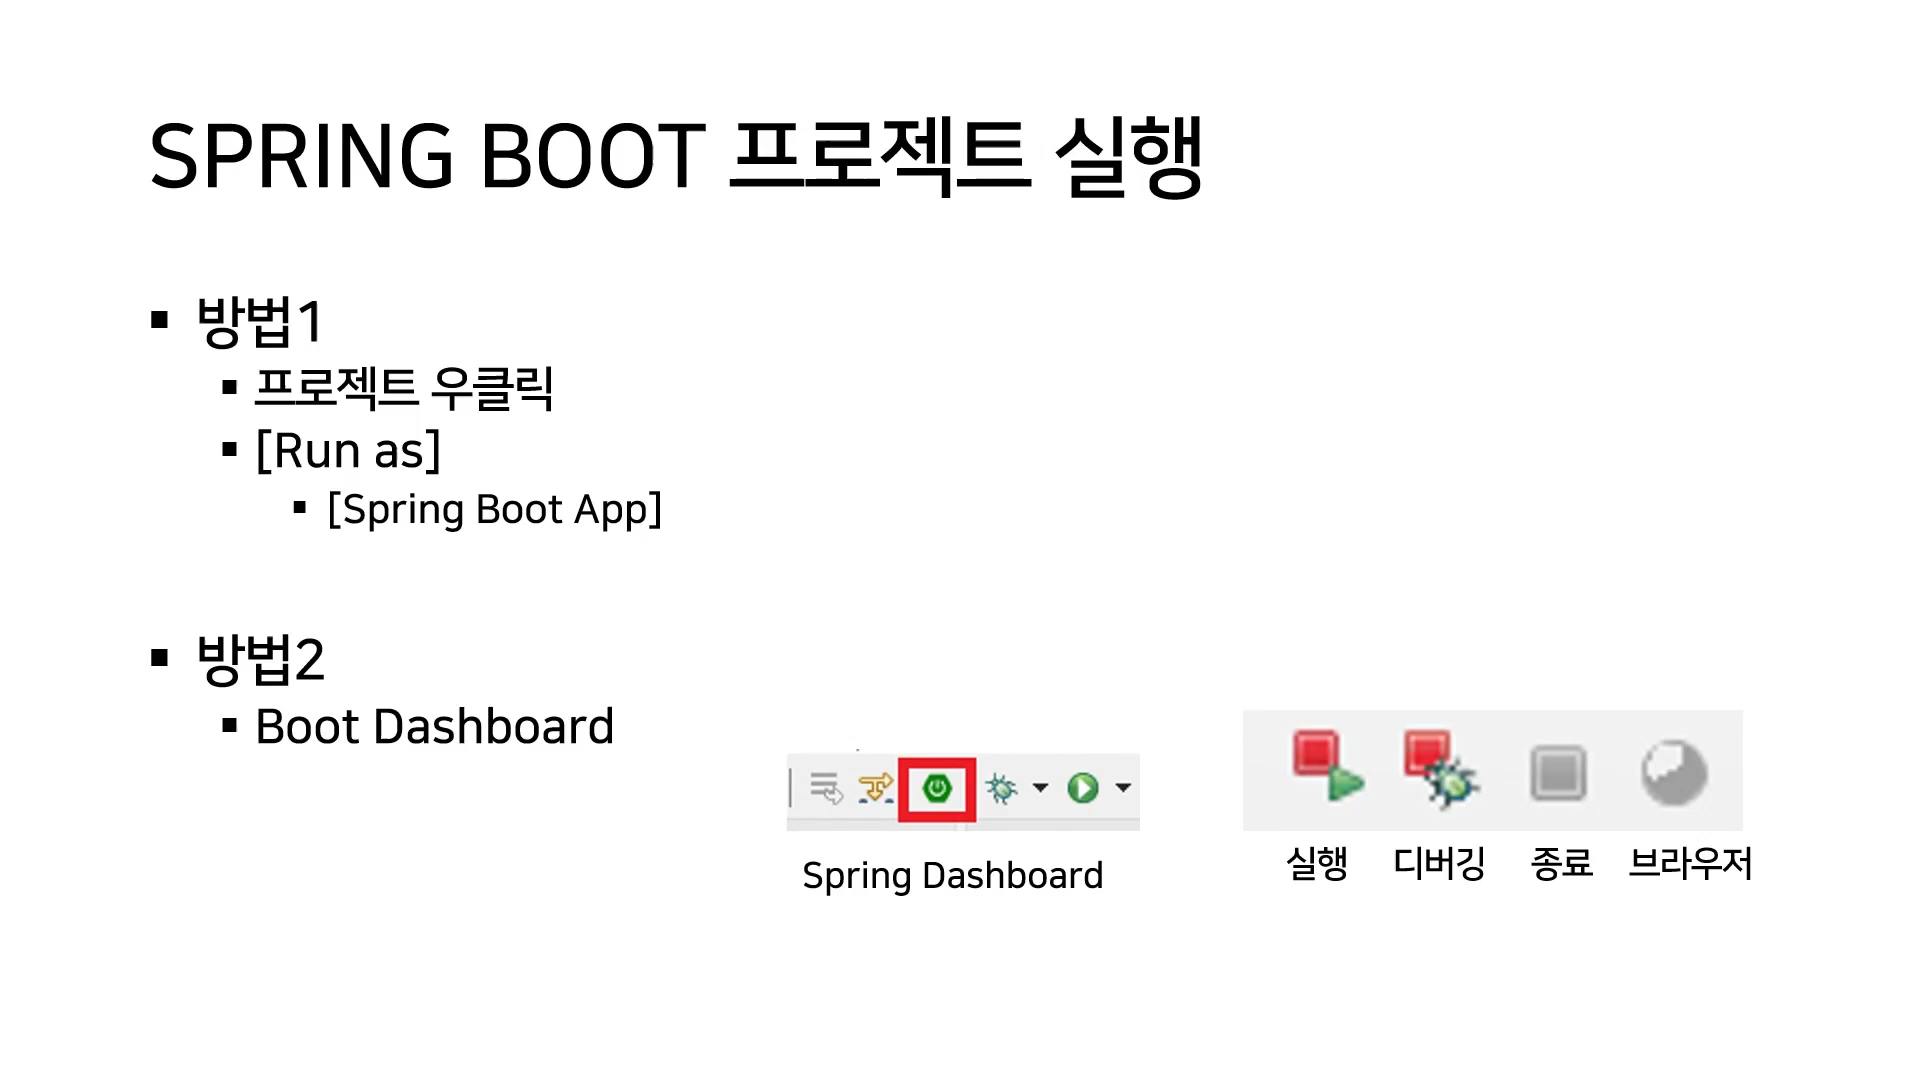 SPRING BOOT 프로젝트 실행
▪ 방법1
▪ 프로젝트 우클릭
▪ [Run as]
▪ [Spring Boot App]
▪ 방법2
▪ Boot Dashboard
Spring Dashboard
실행 디버깅 종료 브라우저